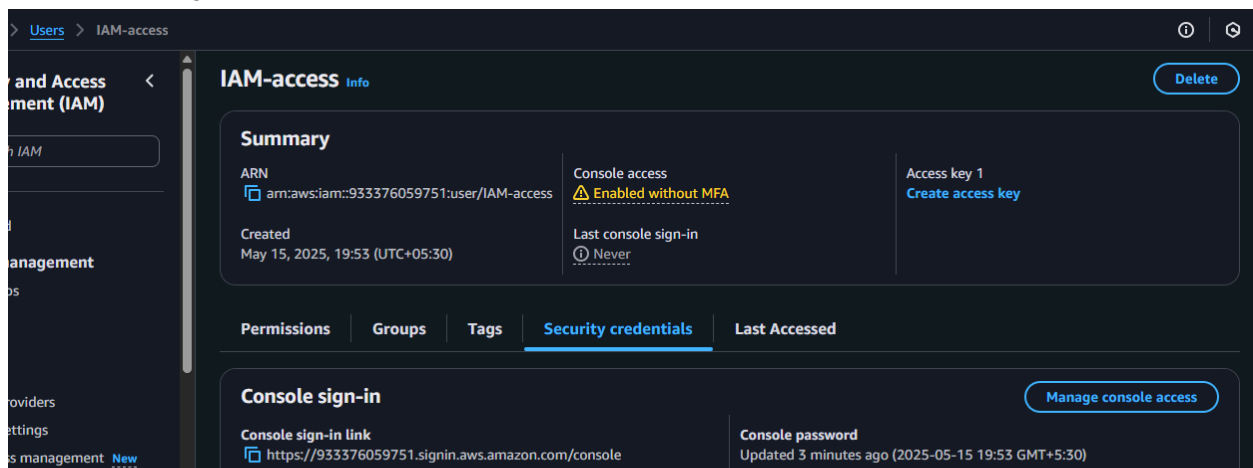 > Users > IAM-access
and Access
ment (IAM)
IAM
IAM-access Info
Delete
Summary
ARN
arn:aws:iam::933376059751:user/IAM-access
Console access
Enabled without MFA
Access key 1
Create access key
Created
May 15, 2025, 19:53 (UTC+05:30)
Last console sign-in
Never
anagement
ps
Permissions
Groups
Tags
Security credentials
Last Accessed
roviders
ettings
ss management New
Console sign-in
Manage console access
Console sign-in link
https://933376059751.signin.aws.amazon.com/console
Console password
Updated 3 minutes ago (2025-05-15 19:53 GMT+5:30)